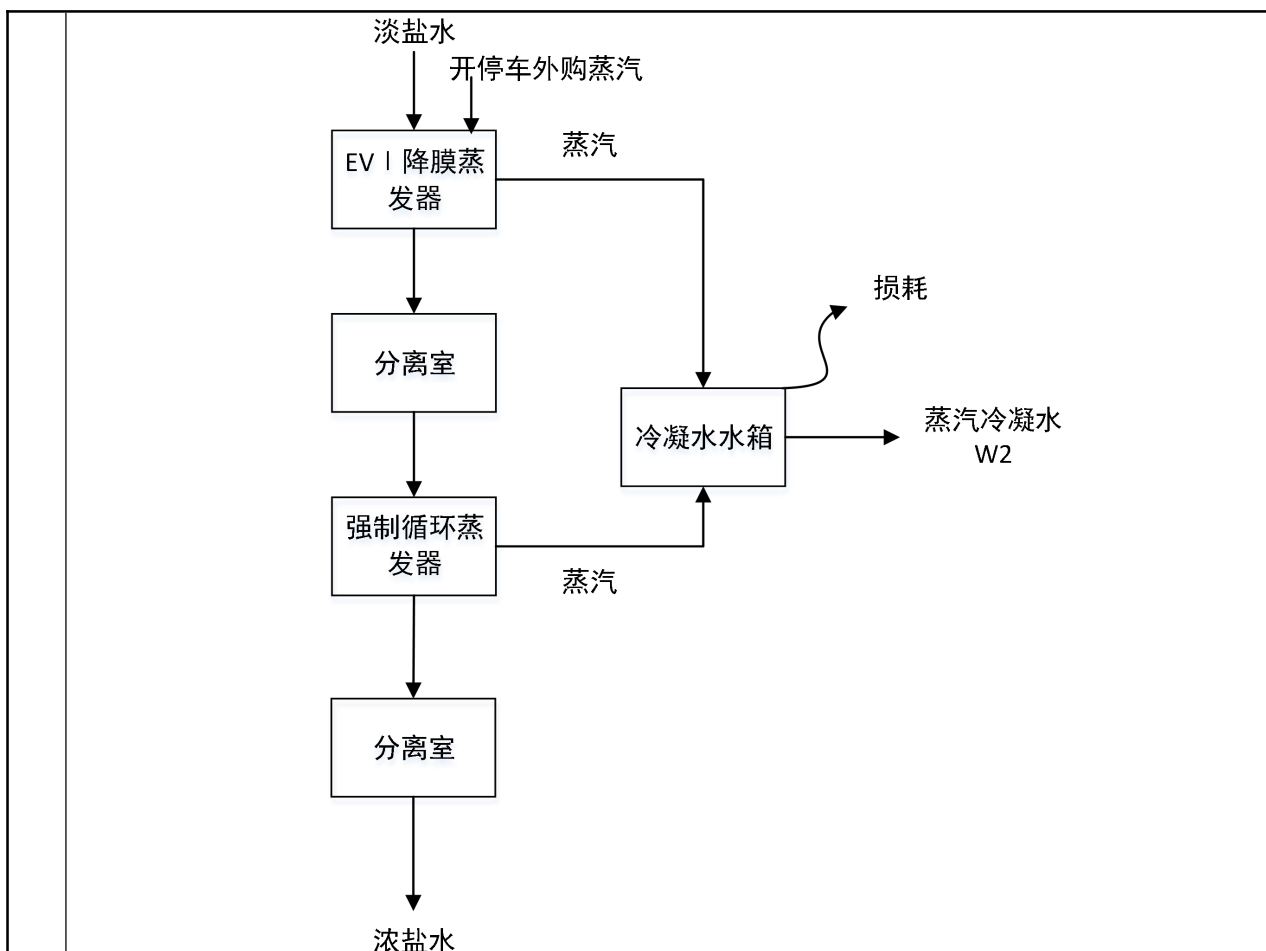 淡盐水
开停车外购蒸汽
EVⅠ降膜蒸
发器
蒸汽
分离室
损耗
冷凝水水箱
蒸汽冷凝水
W2
强制循环蒸
发器
蒸汽
分离室
浓盐水